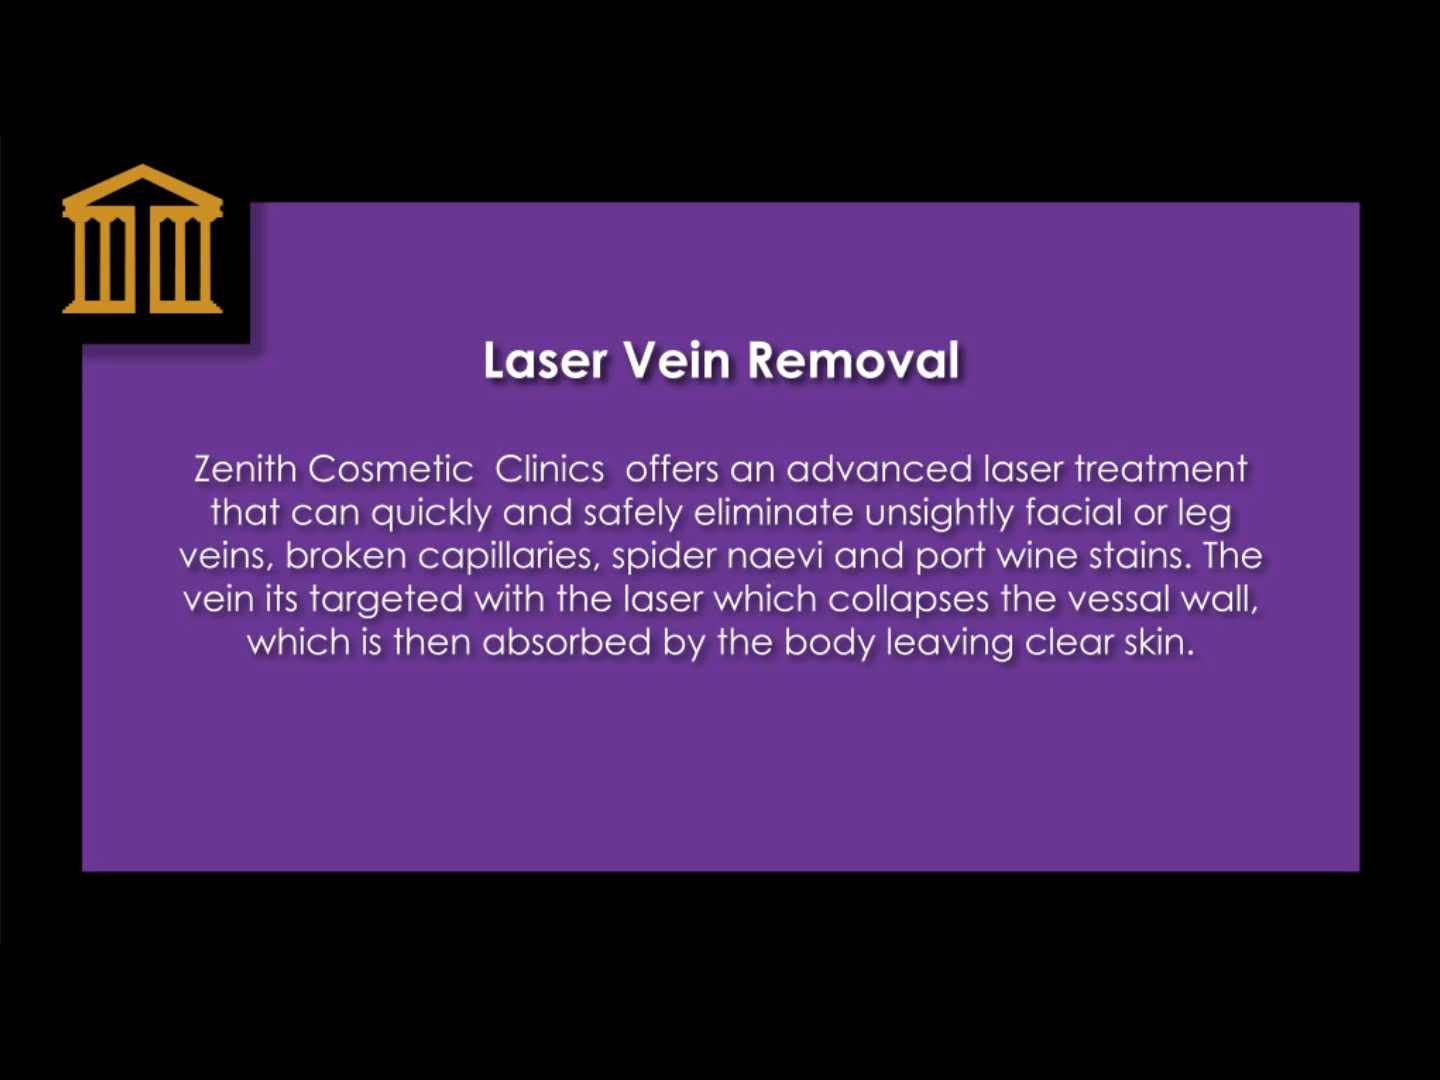 Laser Vein Removal
Zenith Cosmetic Clinics offers an advanced laser treatment
that can quickly and safely eliminate unsightly facial or leg
veins, broken capillaries, spider naevi and port wine stains. The
vein its targeted with the laser which collapses the vessal wall,
which is then absorbed by the body leaving clear skin.